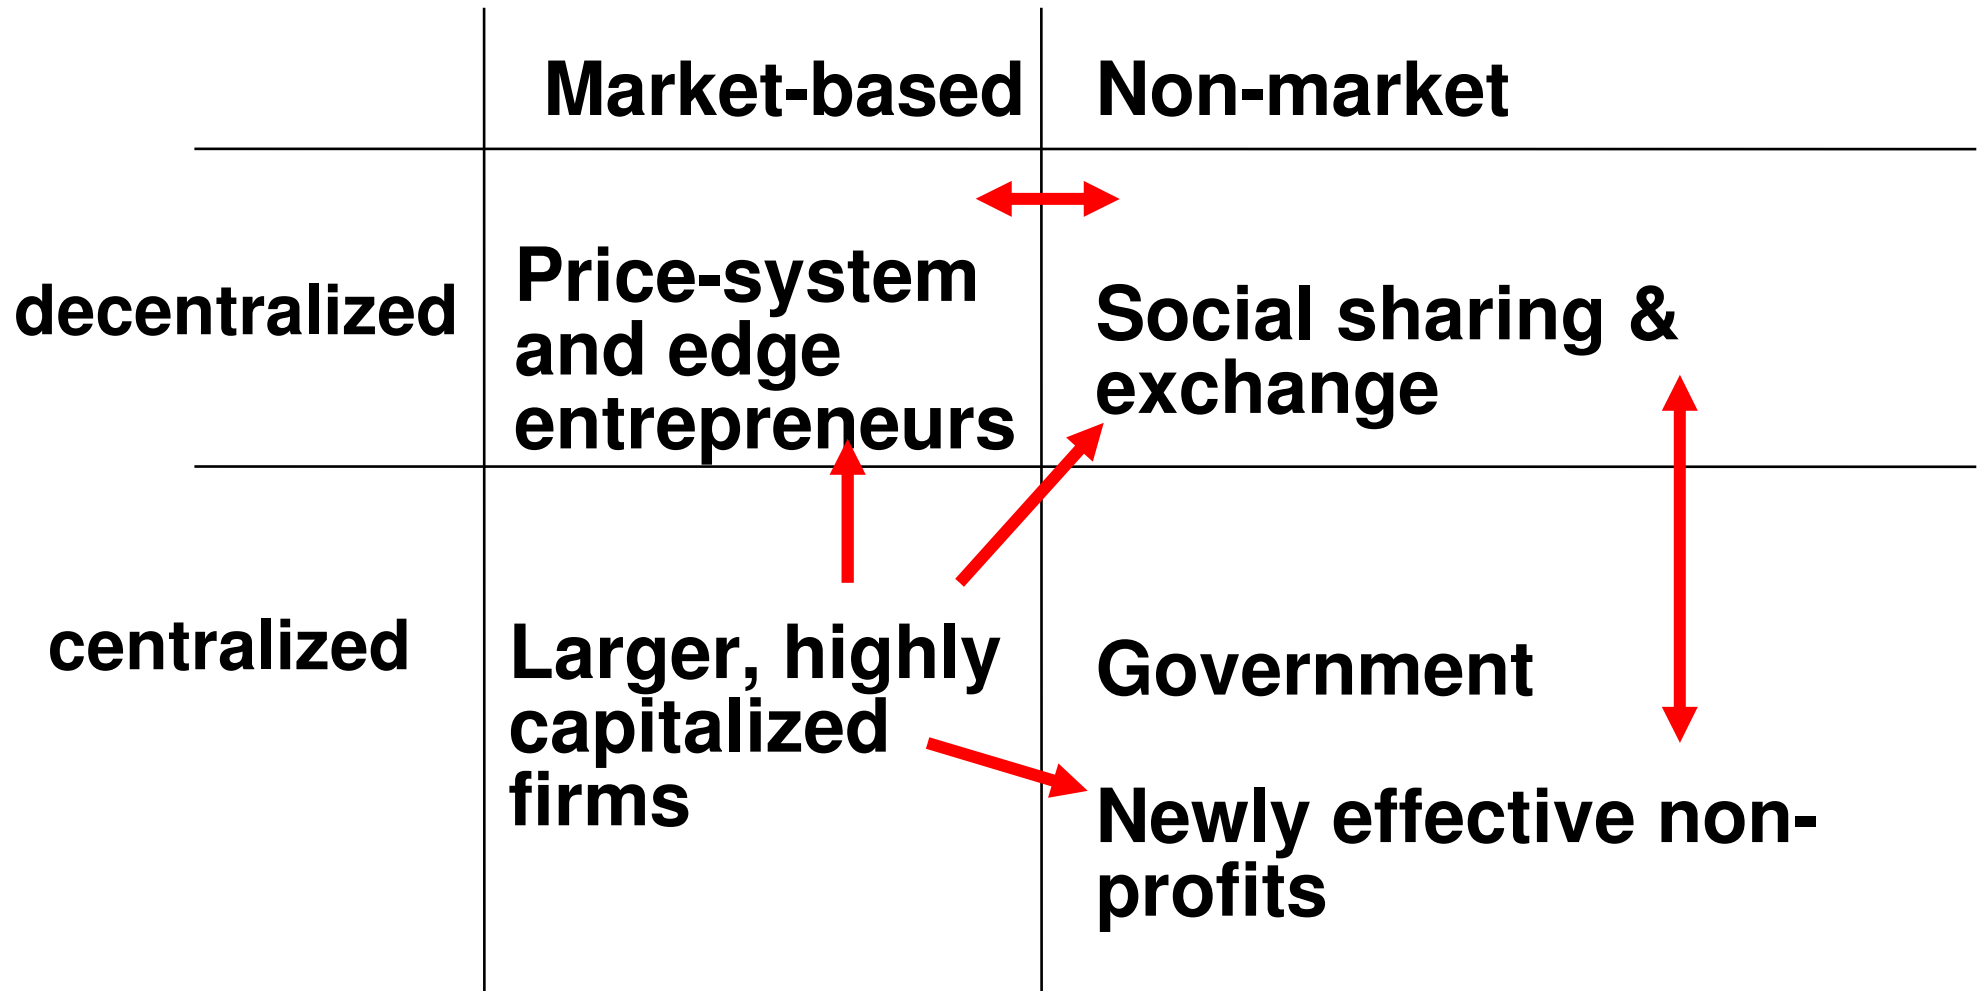 Market-based
Non-market
decentralized
Price-system
and edge
entrepreneurs
Social sharing &
exchange
centralized
Larger, highly
capitalized
firms
Government
Newly effective non-
profits